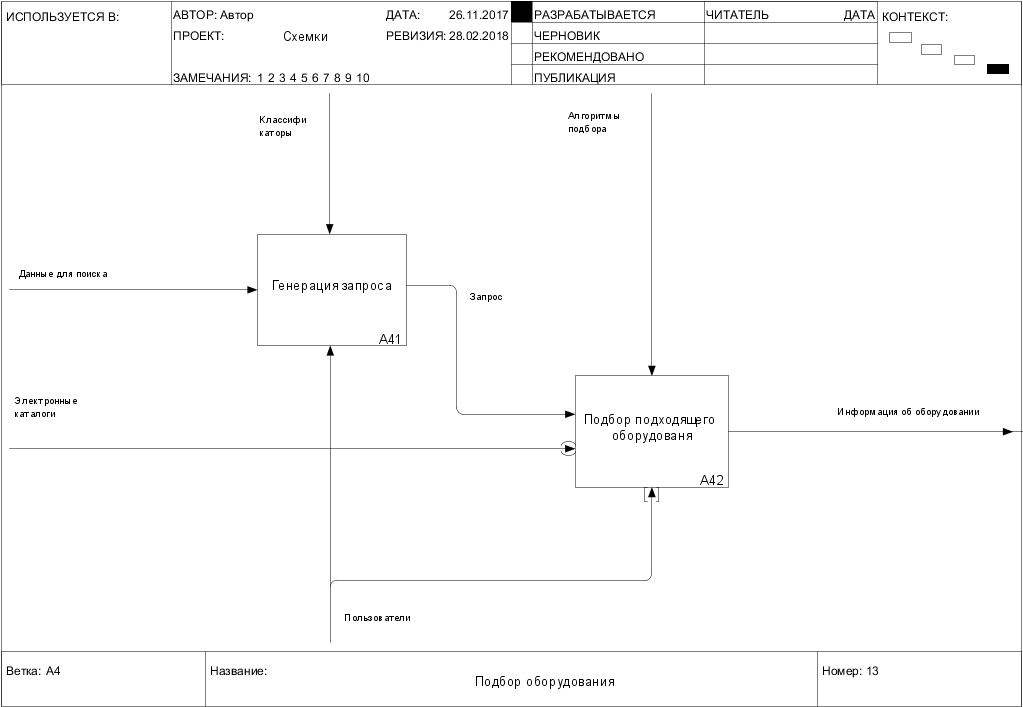 ИСПОЛЬЗУЕТСЯ В:
АВТОР: Автор
ДАТА: 26.11.2017
РАЗРАБАТЫВАЕТСЯ
ЧИТАТЕЛЬ
ДАТА
КОНТЕКСТ:
ПРОЕКТ: Схемки
РЕВИЗИЯ: 28.02.2018
ЧЕРНОВИК
РЕКОМЕНДОВАНО
ЗАМЕЧАНИЯ: 1 2 3 4 5 6 7 8 9 10
ПУБЛИКАЦИЯ
Классифи
каторы
Алгоритмы
подбора
Данные для поиска
Генерация запроса
A41
Запрос
Электронные
каталоги
Подбор подходящего
оборудованя
A42
Информация об оборудовании
Пользователи
Ветка: A4
Название:
Подбор оборудования
Номер: 13